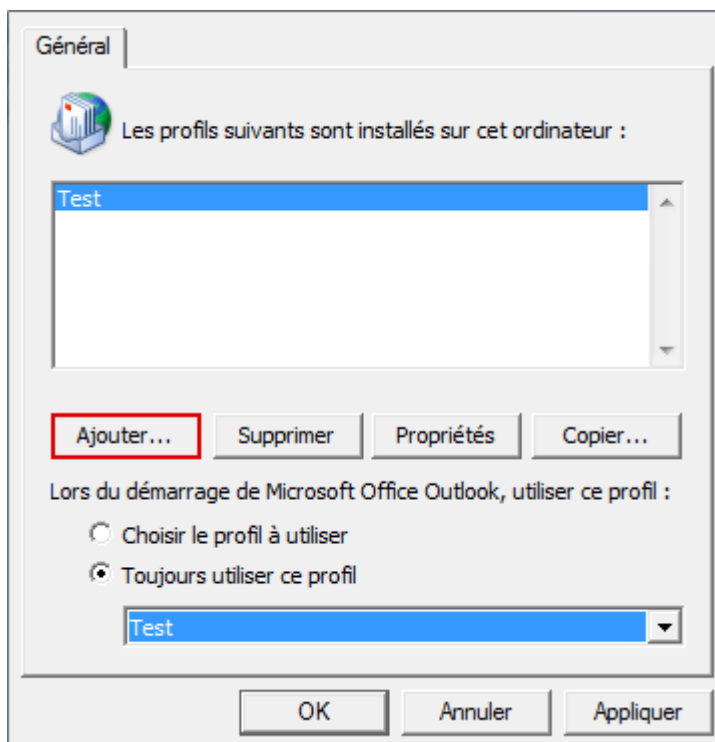 Général
Les profils suivants sont installés sur cet ordinateur :
Test
Ajouter... Supprimer Propriétés Copier...
Lors du démarrage de Microsoft Office Outlook, utiliser ce profil :
Choisir le profil à utiliser
Toujours utiliser ce profil
Test
OK Annuler Appliquer